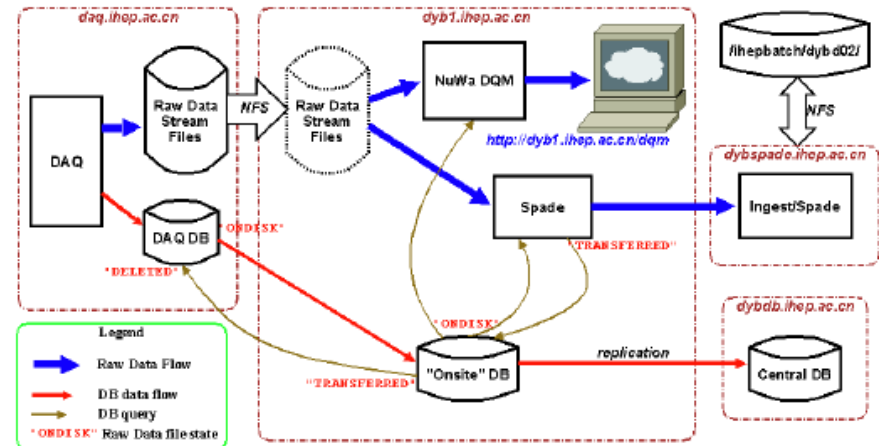 daq.ihep.ac.cn
dyb1.ihep.ac.cn
/ihepbatch/dybd02/
Raw Data
Stream
Files
NFS
Raw Data
Stream
Files
NuWa DQM
http://dyb1.ihep.ac.cn/dqm
NFS
DAQ
dybspade.ihep.ac.cn
Spade
Ingest/Spade
DAQ DB
"ONDISK"
"TRANSFERRED"
"DELETED"
dybdb.ihep.ac.cn
"ONDISK"
Legend
Raw Data Flow
DB data flow
DB query
"ONDISK" Raw Data file state
"TRANSFERRED"
"Onsite" DB
replication
Central DB